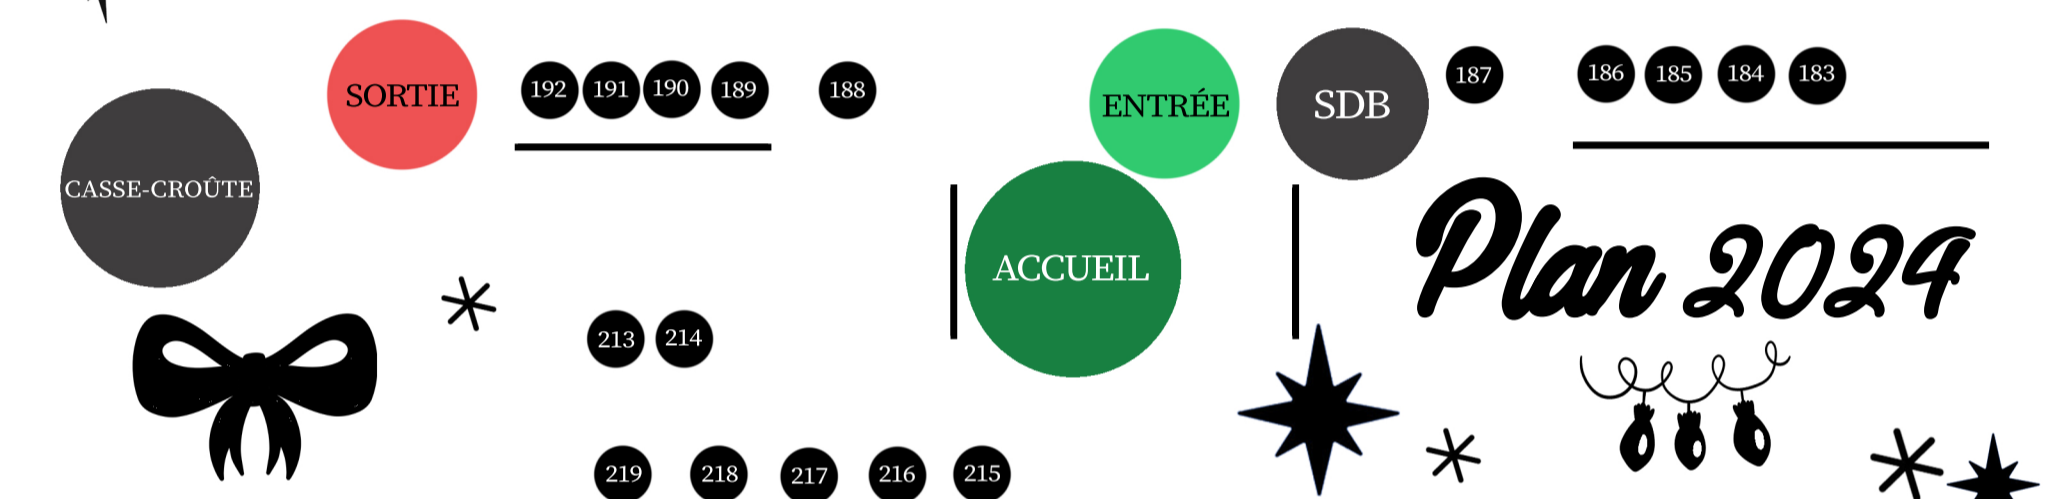 SORTIE
192 191 190 189 188
ENTRÉE
SDB
187
186 185 184 183
CASSE-CROÛTE
ACCUEIL
Plan 2024
213 214
219 218 217 216 215